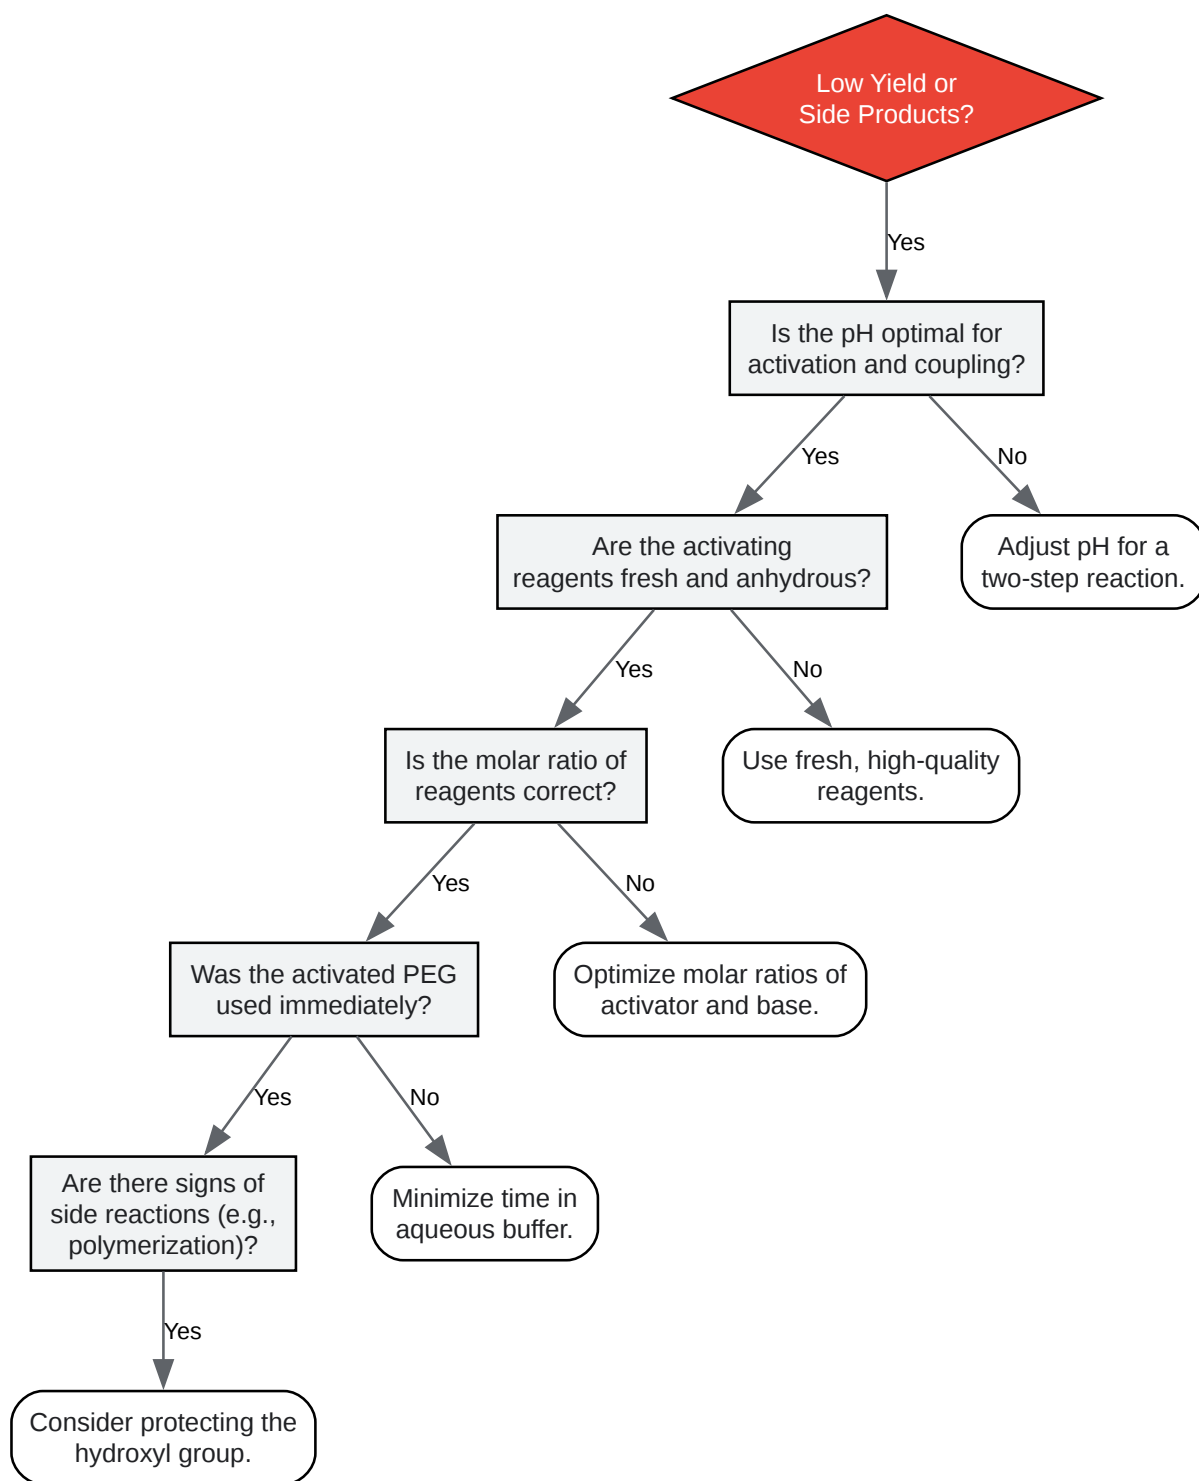 Low Yield or
Side Products?
Yes
Is the pH optimal for
activation and coupling?
Yes
No
Are the activating
reagents fresh and anhydrous?
Adjust pH for a
two-step reaction.
Yes
No
Is the molar ratio of
reagents correct?
Use fresh, high-quality
reagents.
Yes
No
Was the activated PEG
used immediately?
Optimize molar ratios of
activator and base.
Yes
No
Are there signs of
side reactions (e.g.,
polymerization)?
Minimize time in
aqueous buffer.
Yes
Consider protecting the
hydroxyl group.